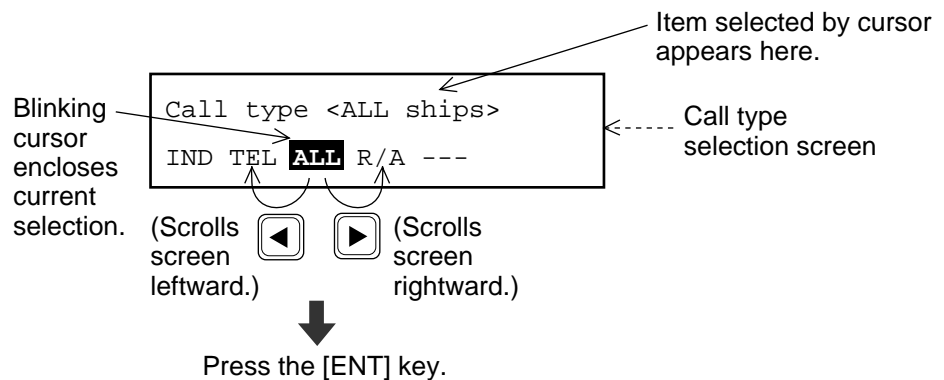 Item selected by cursor
appears here.
Blinking
cursor
encloses
current
selection.
Call type <ALL ships>
IND TEL ALL R/A ---
Call type
selection screen
(Scrolls
screen
leftward.)
(Scrolls
screen
rightward.)
Press the [ENT] key.